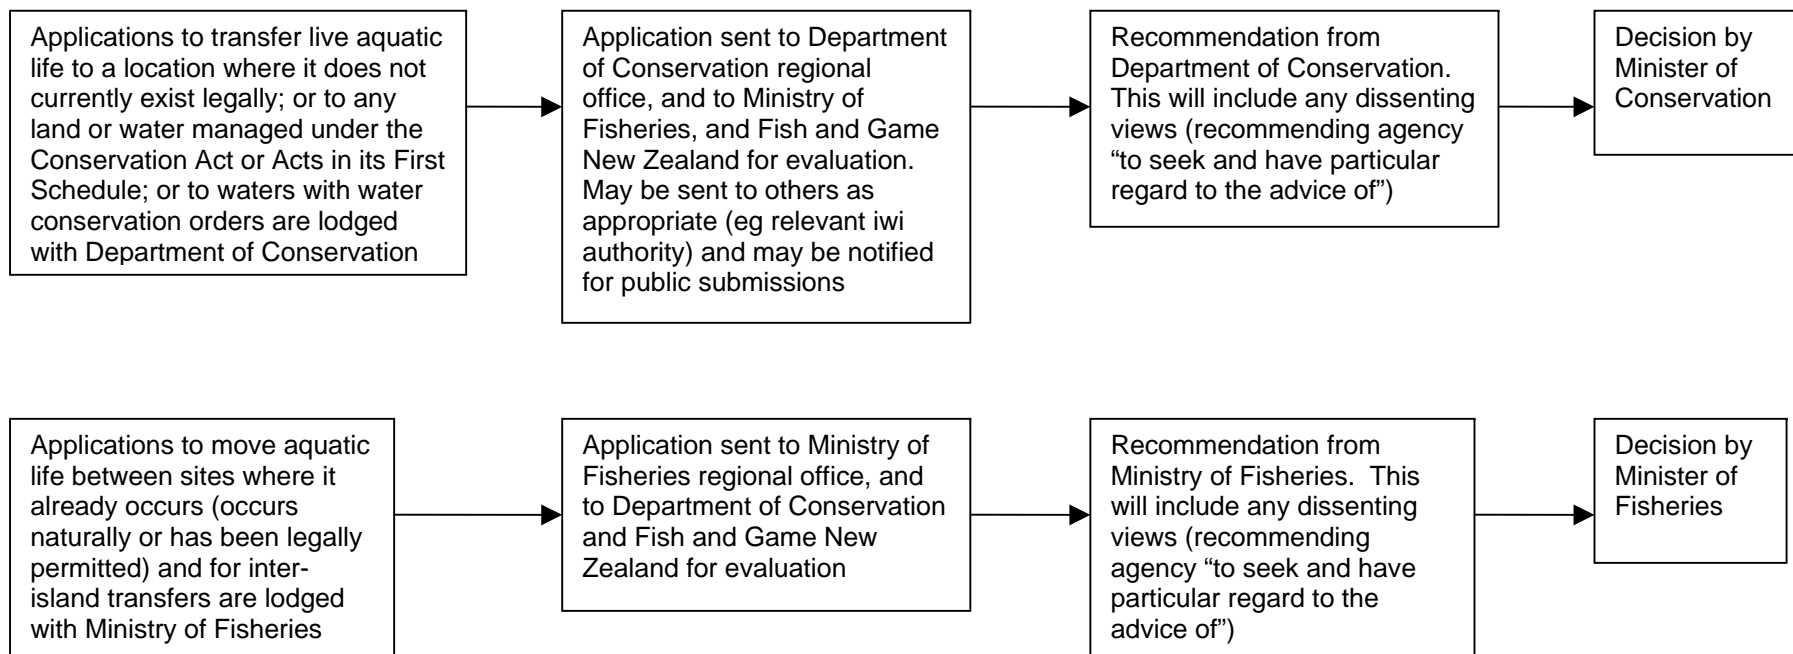 Applications to transfer live aquatic
life to a location where it does not
currently exist legally; or to any
land or water managed under the
Conservation Act or Acts in its First
Schedule; or to waters with water
conservation orders are lodged
with Department of Conservation
Application sent to Department
of Conservation regional
office, and to Ministry of
Fisheries, and Fish and Game
New Zealand for evaluation.
May be sent to others as
appropriate (eg relevant iwi
authority) and may be notified
for public submissions
Recommendation from
Department of Conservation.
This will include any dissenting
views (recommending agency
“to seek and have particular
regard to the advice of”)
Decision by
Minister of
Conservation
Applications to move aquatic
life between sites where it
already occurs (occurs
naturally or has been legally
permitted) and for inter-
island transfers are lodged
with Ministry of Fisheries
Application sent to Ministry of
Fisheries regional office, and
to Department of Conservation
and Fish and Game New
Zealand for evaluation
Recommendation from
Ministry of Fisheries.  This
will include any dissenting
views (recommending
agency “to seek and have
particular regard to the
advice of”)
Decision by
Minister of
Fisheries